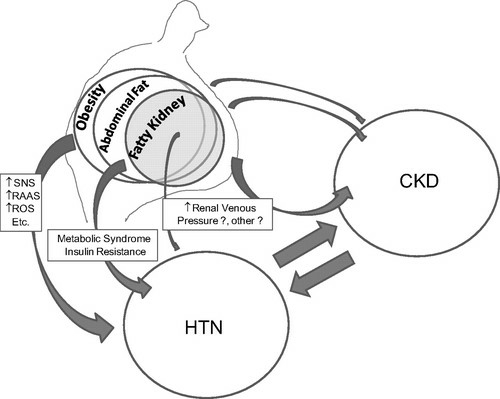 Obesity
Abdominal Fat
Fatty Kidney
↑SNS
↑RAAS
↑ROS
Etc.
Metabolic Syndrome
Insulin Resistance
↑Renal Venous
Pressure ?, other ?
CKD
HTN